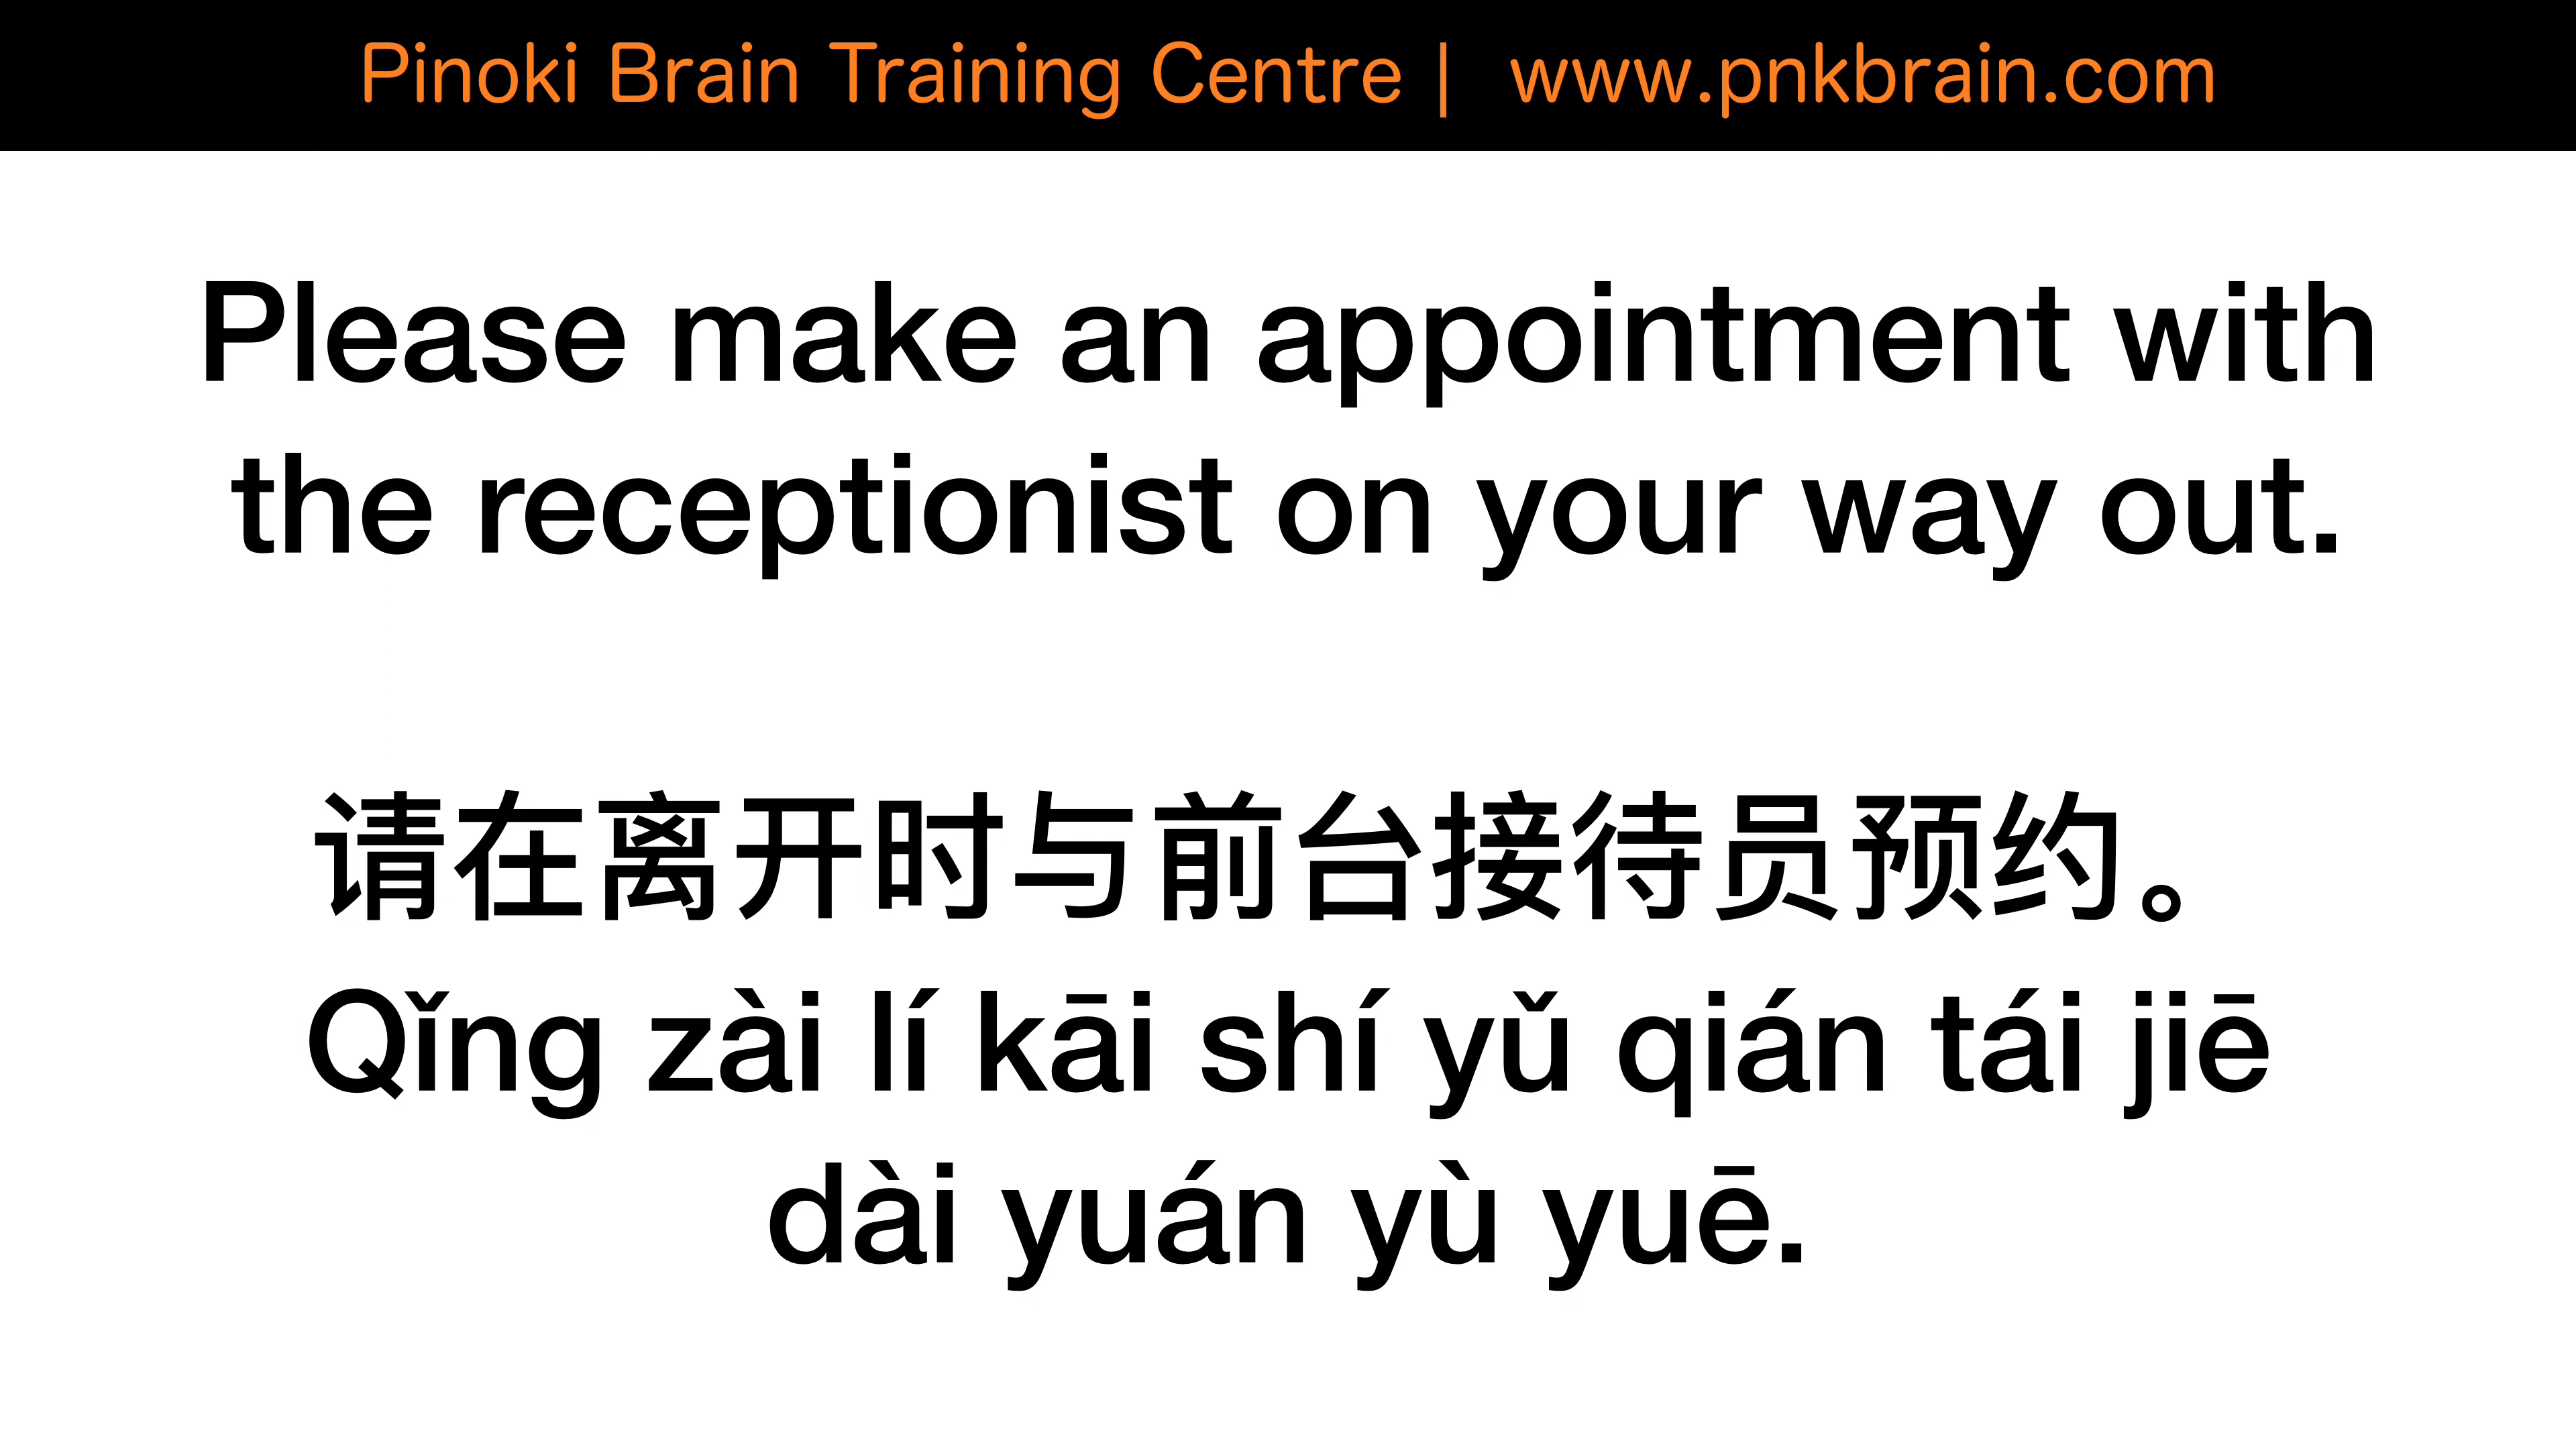 Pinoki Brain Training Centre | www.pnkbrain.com
Please make an appointment with
the receptionist on your way out.
请在离开时与前台接待员预约。
Qǐng zài lí kāi shí yǔ qián tái jiē
dài yuán yù yuē.